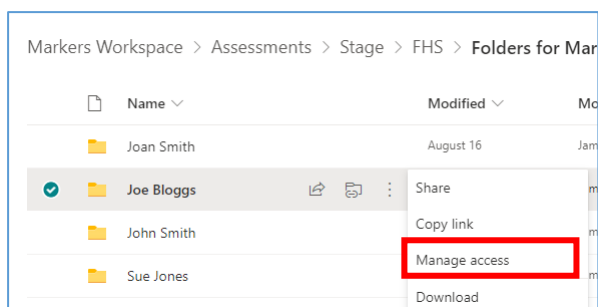 Markers Workspace > Assessments > Stage > FHS > Folders for Mar
Name Modified Mo
Joan Smith August 16 Jam
Joe Bloggs Share
Copy link
John Smith
Manage access
Sue Jones
Download